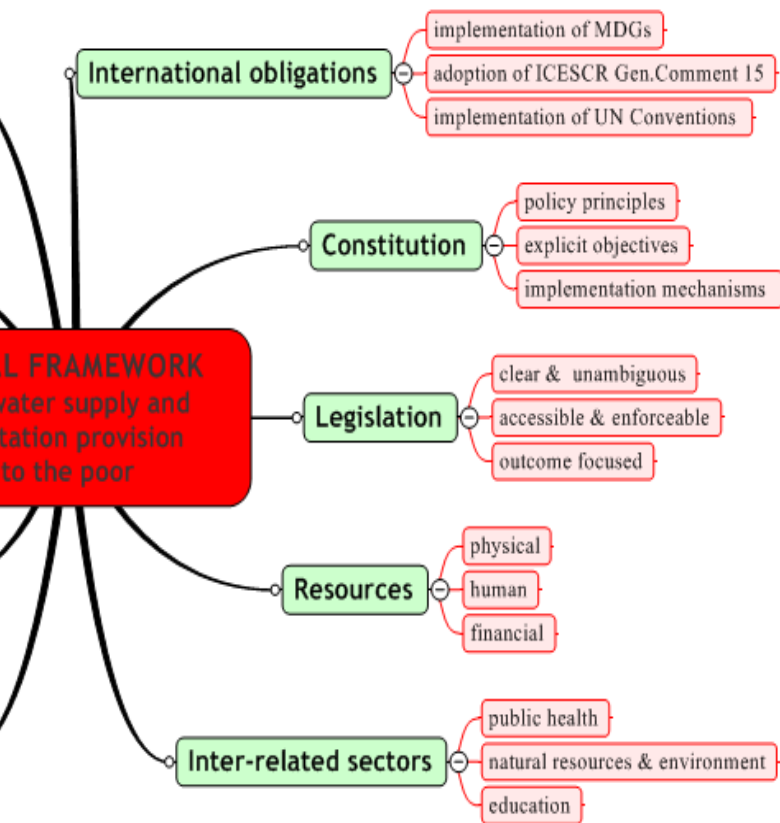 International obligations
implementation of MDGs
adoption of ICESCR Gen.Comment 15
implementation of UN Conventions
Constitution
policy principles
explicit objectives
implementation mechanisms
FRAMEWORK
water supply and
provision
to the poor
Legislation
clear & unambiguous
accessible & enforceable
outcome focused
Resources
physical
human
financial
Inter-related sectors
public health
natural resources & environment
education